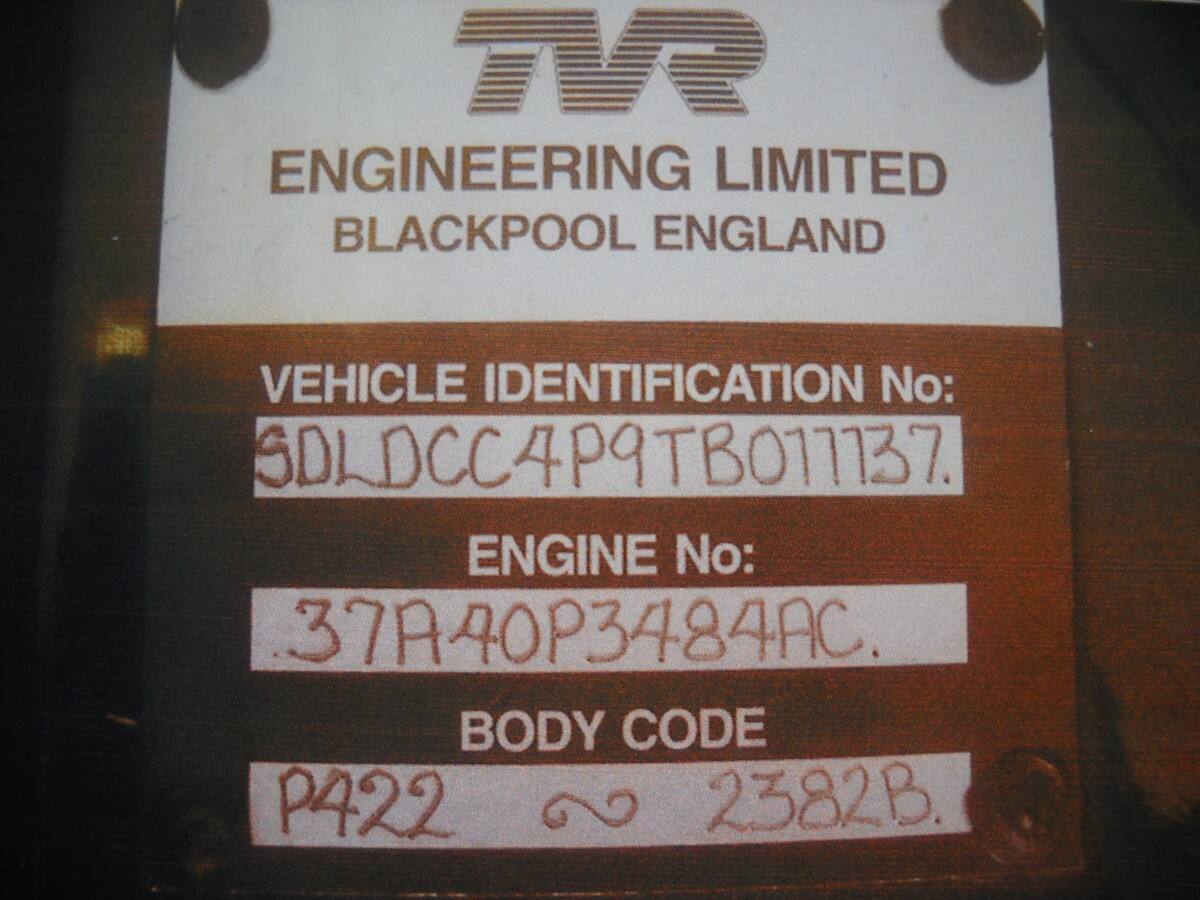 TVR
ENGINEERING LIMITED
BLACKPOOL ENGLAND
VEHICLE IDENTIFICATION No:
SDLDCC4P9TB011137.
ENGINE No:
.37A40P3484AC.
BODY CODE
P422 ~ 2382B.